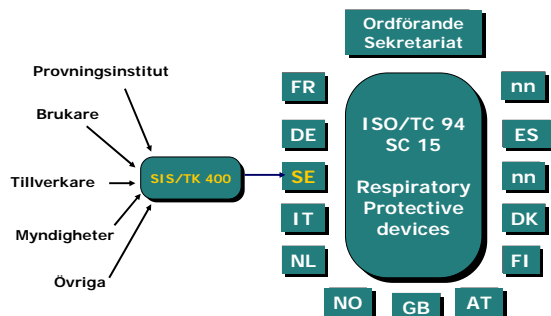 Ordförande
Sekretariat
Provningsinstitut
Brukare
Tillverkare
Myndigheter
Övriga
SIS/TK 400
FR
DE
SE
IT
NL
ISO/TC 94
SC 15
Respiratory
Protective
devices
nn
ES
nn
DK
FI
NO
GB
AT